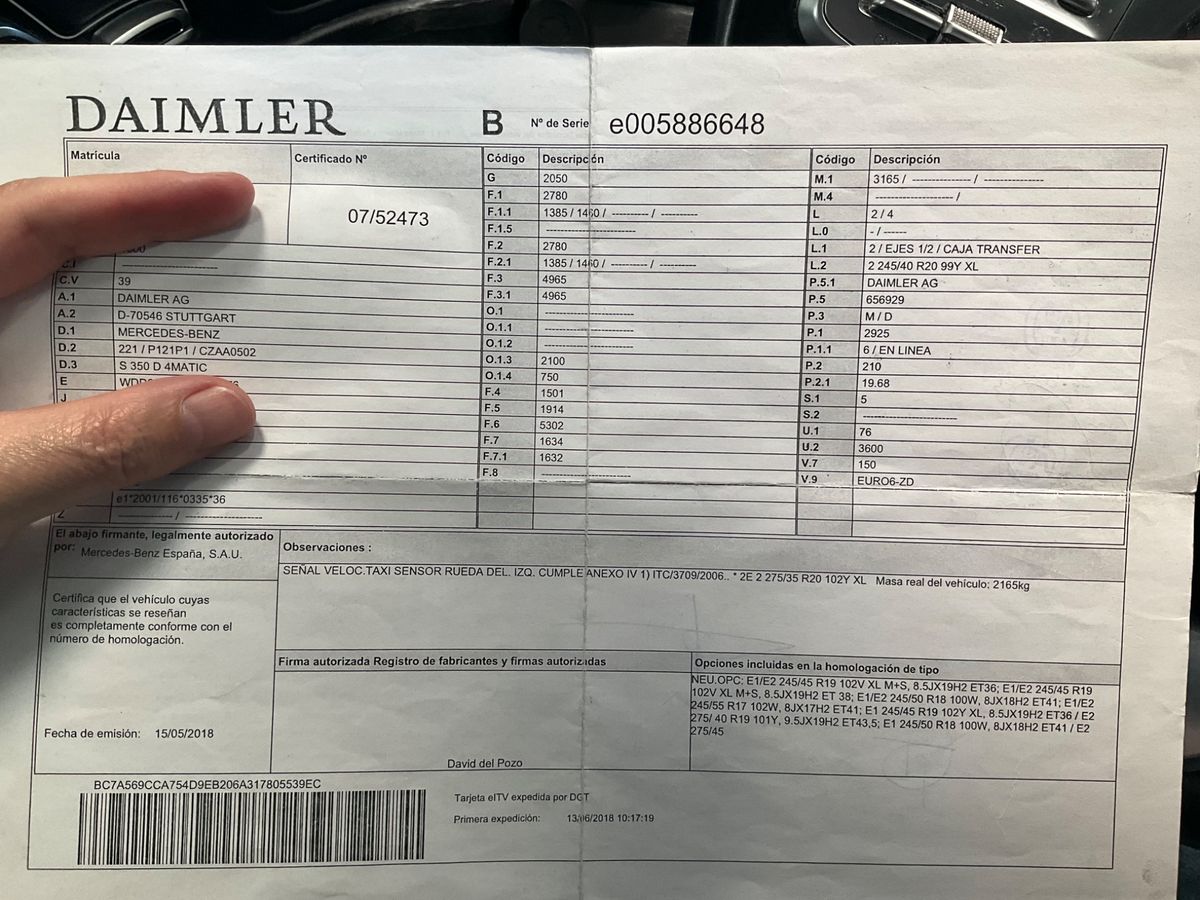 DAIMLER
B Nº de Serie e005886648
Matricula
Certificado Nº
07/52473
C.V 39
A.1 DAIMLER AG
A.2 D-70546 STUTTGART
D.1 MERCEDES-BENZ
D.2 221 / P121P1 / CZAA0502
D.3 S 350 D 4MATIC
E
J
e1*2001/116*0335*36
Z ------------- / -------------------
Código Descripción
G 2050
F.1 2780
F.1.1 1385 / 1460 / ---------- / ----------
F.1.5 -----------------------
F.2 2780
F.2.1 1385 / 1460 / ---------- / ----------
F.3 4965
F.3.1 4965
O.1 -----------------------
O.1.1 -----------------------
O.1.2 -----------------------
O.1.3 2100
O.1.4 750
F.4 1501
F.5 1914
F.6 5302
F.7 1634
F.7.1 1632
F.8 -----------------------
Código Descripción
M.1 3165 / --------------- / ---------------
M.4 -------------------- /
L 2 / 4
L.0 - / ------
L.1 2 / EJES 1/2 / CAJA TRANSFER
L.2 2 245/40 R20 99Y XL
P.5.1 DAIMLER AG
P.5 656929
P.3 M / D
P.1 2925
P.1.1 6 / EN LINEA
P.2 210
P.2.1 19.68
S.1 5
S.2 -----------------------
U.1 76
U.2 3600
V.7 150
V.9 EURO6-ZD
El abajo firmante, legalmente autorizado
por: Mercedes-Benz España, S.A.U.
Certifica que el vehículo cuyas
características se reseñan
es completamente conforme con el
número de homologación.
Fecha de emisión: 15/05/2018
Observaciones :
SEÑAL VELOC.TAXI SENSOR RUEDA DEL. IZQ. CUMPLE ANEXO IV 1) ITC/3709/2006.. * 2E 2 275/35 R20 102Y XL Masa real del vehículo: 2165kg
Firma autorizada Registro de fabricantes y firmas autorizadas
David del Pozo
Opciones incluidas en la homologación de tipo
NEU.OPC: E1/E2 245/45 R19 102V XL M+S, 8.5JX19H2 ET36; E1/E2 245/45 R19
102V XL M+S, 8.5JX19H2 ET 38; E1/E2 245/50 R18 100W, 8JX18H2 ET41; E1/E2
245/55 R17 102W, 8JX17H2 ET41; E1 245/45 R19 102Y XL, 8.5JX19H2 ET36 / E2
275/ 40 R19 101Y, 9.5JX19H2 ET43,5; E1 245/50 R18 100W, 8JX18H2 ET41 / E2
275/45
BC7A569CCA754D9EB206A317805539EC
Tarjeta eITV expedida por DGT
Primera expedición: 13/06/2018 10:17:19